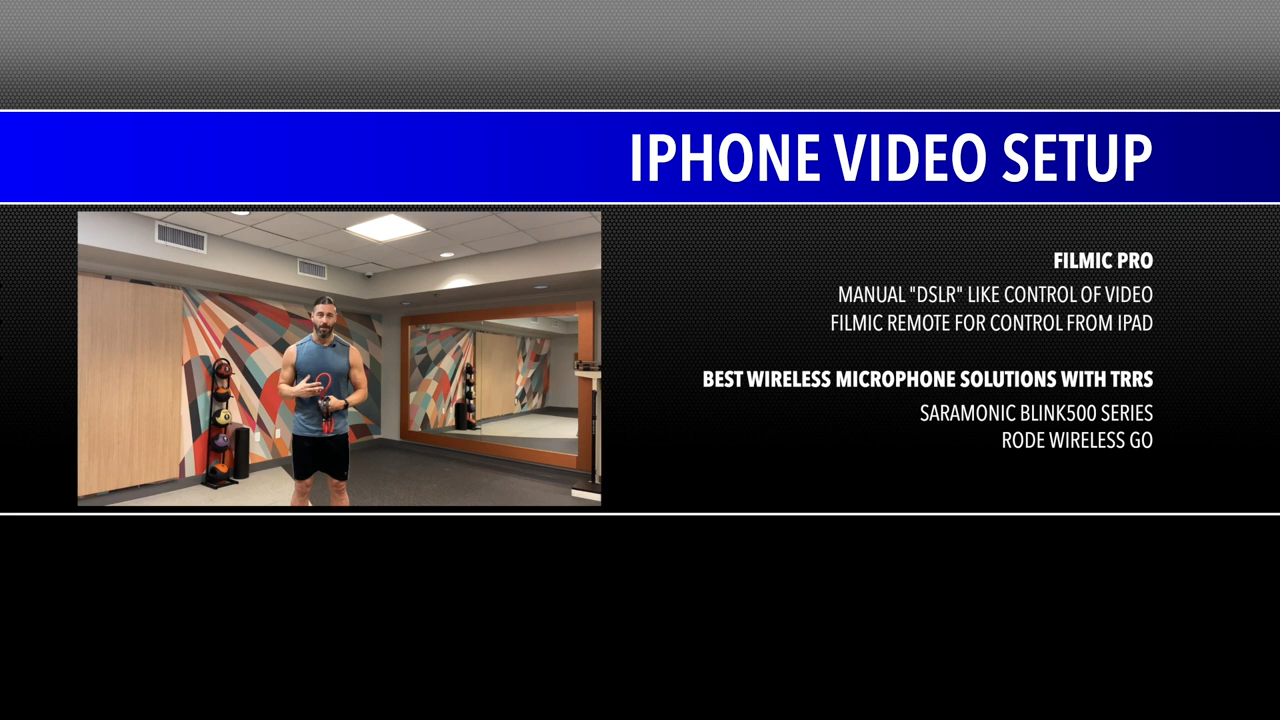 IPHONE VIDEO SETUP
FILMIC PRO
MANUAL "DSLR" LIKE CONTROL OF VIDEO
FILMIC REMOTE FOR CONTROL FROM IPAD
BEST WIRELESS MICROPHONE SOLUTIONS WITH TRRS
SARAMONIC BLINK500 SERIES
RODE WIRELESS GO